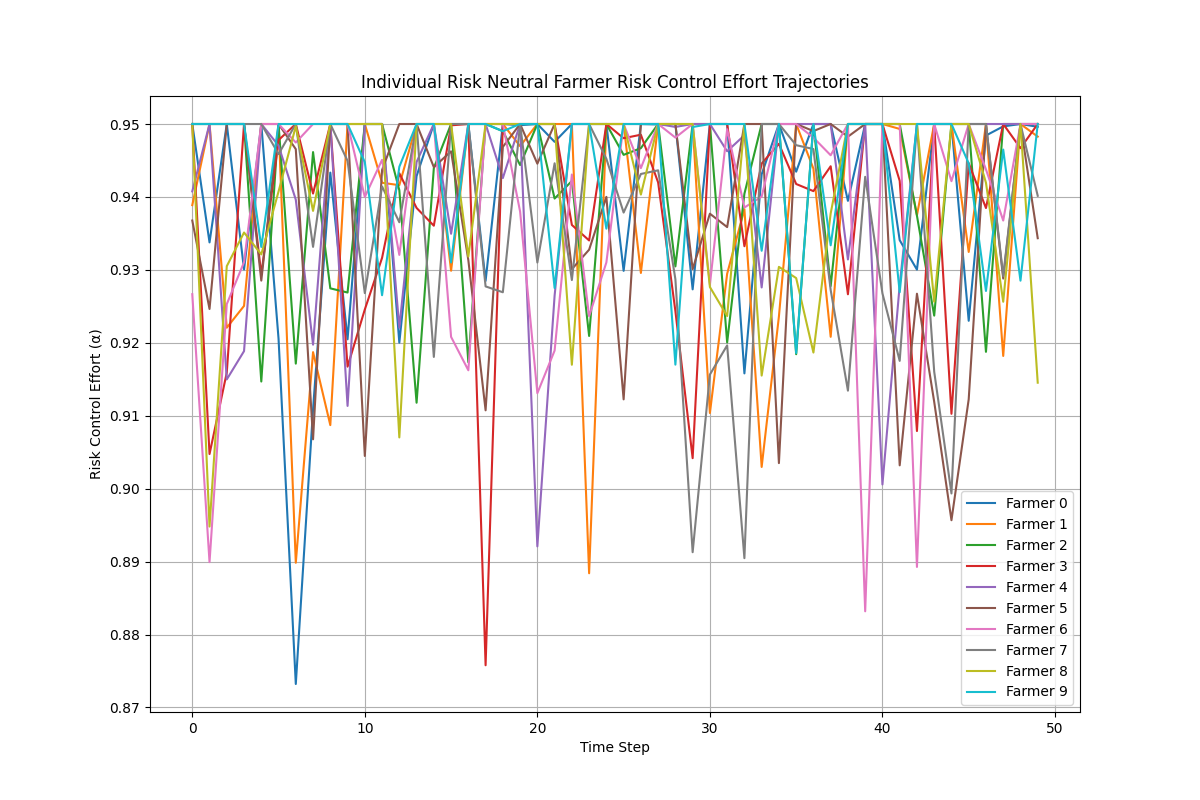 Individual Risk Neutral Farmer Risk Control Effort Trajectories
0.95
0.94
0.93
0.92
0.91
0.90
0.89
0.88
0.87
Risk Control Effort (α)
0
10
20
30
40
50
Time Step
Farmer 0
Farmer 1
Farmer 2
Farmer 3
Farmer 4
Farmer 5
Farmer 6
Farmer 7
Farmer 8
Farmer 9